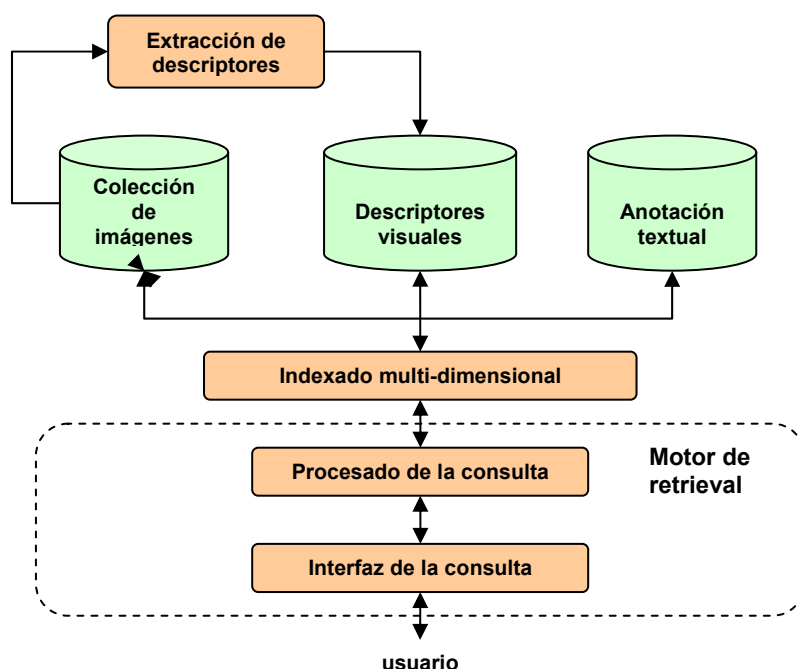 Extracción de
descriptores
Colección
de
imágenes
Descriptores
visuales
Anotación
textual
Indexado multi-dimensional
Procesado de la consulta
Motor de
retrieval
Interfaz de la consulta
usuario